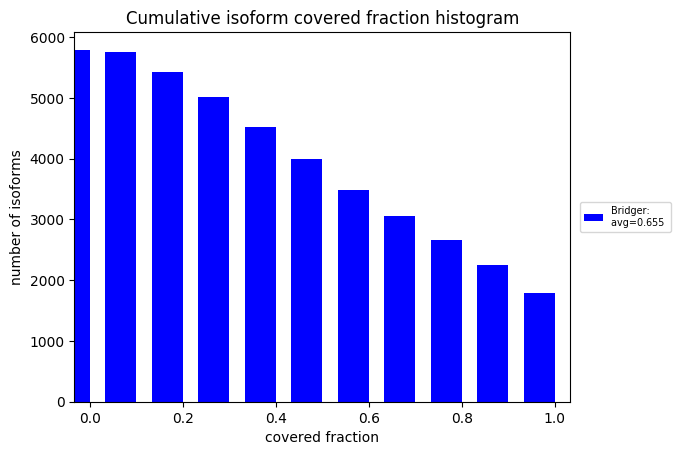 Cumulative isoform covered fraction histogram
6000
5000
4000
3000
2000
1000
0
number of isoforms
0.0 0.2 0.4 0.6 0.8 1.0
covered fraction
Bridger:
avg=0.655